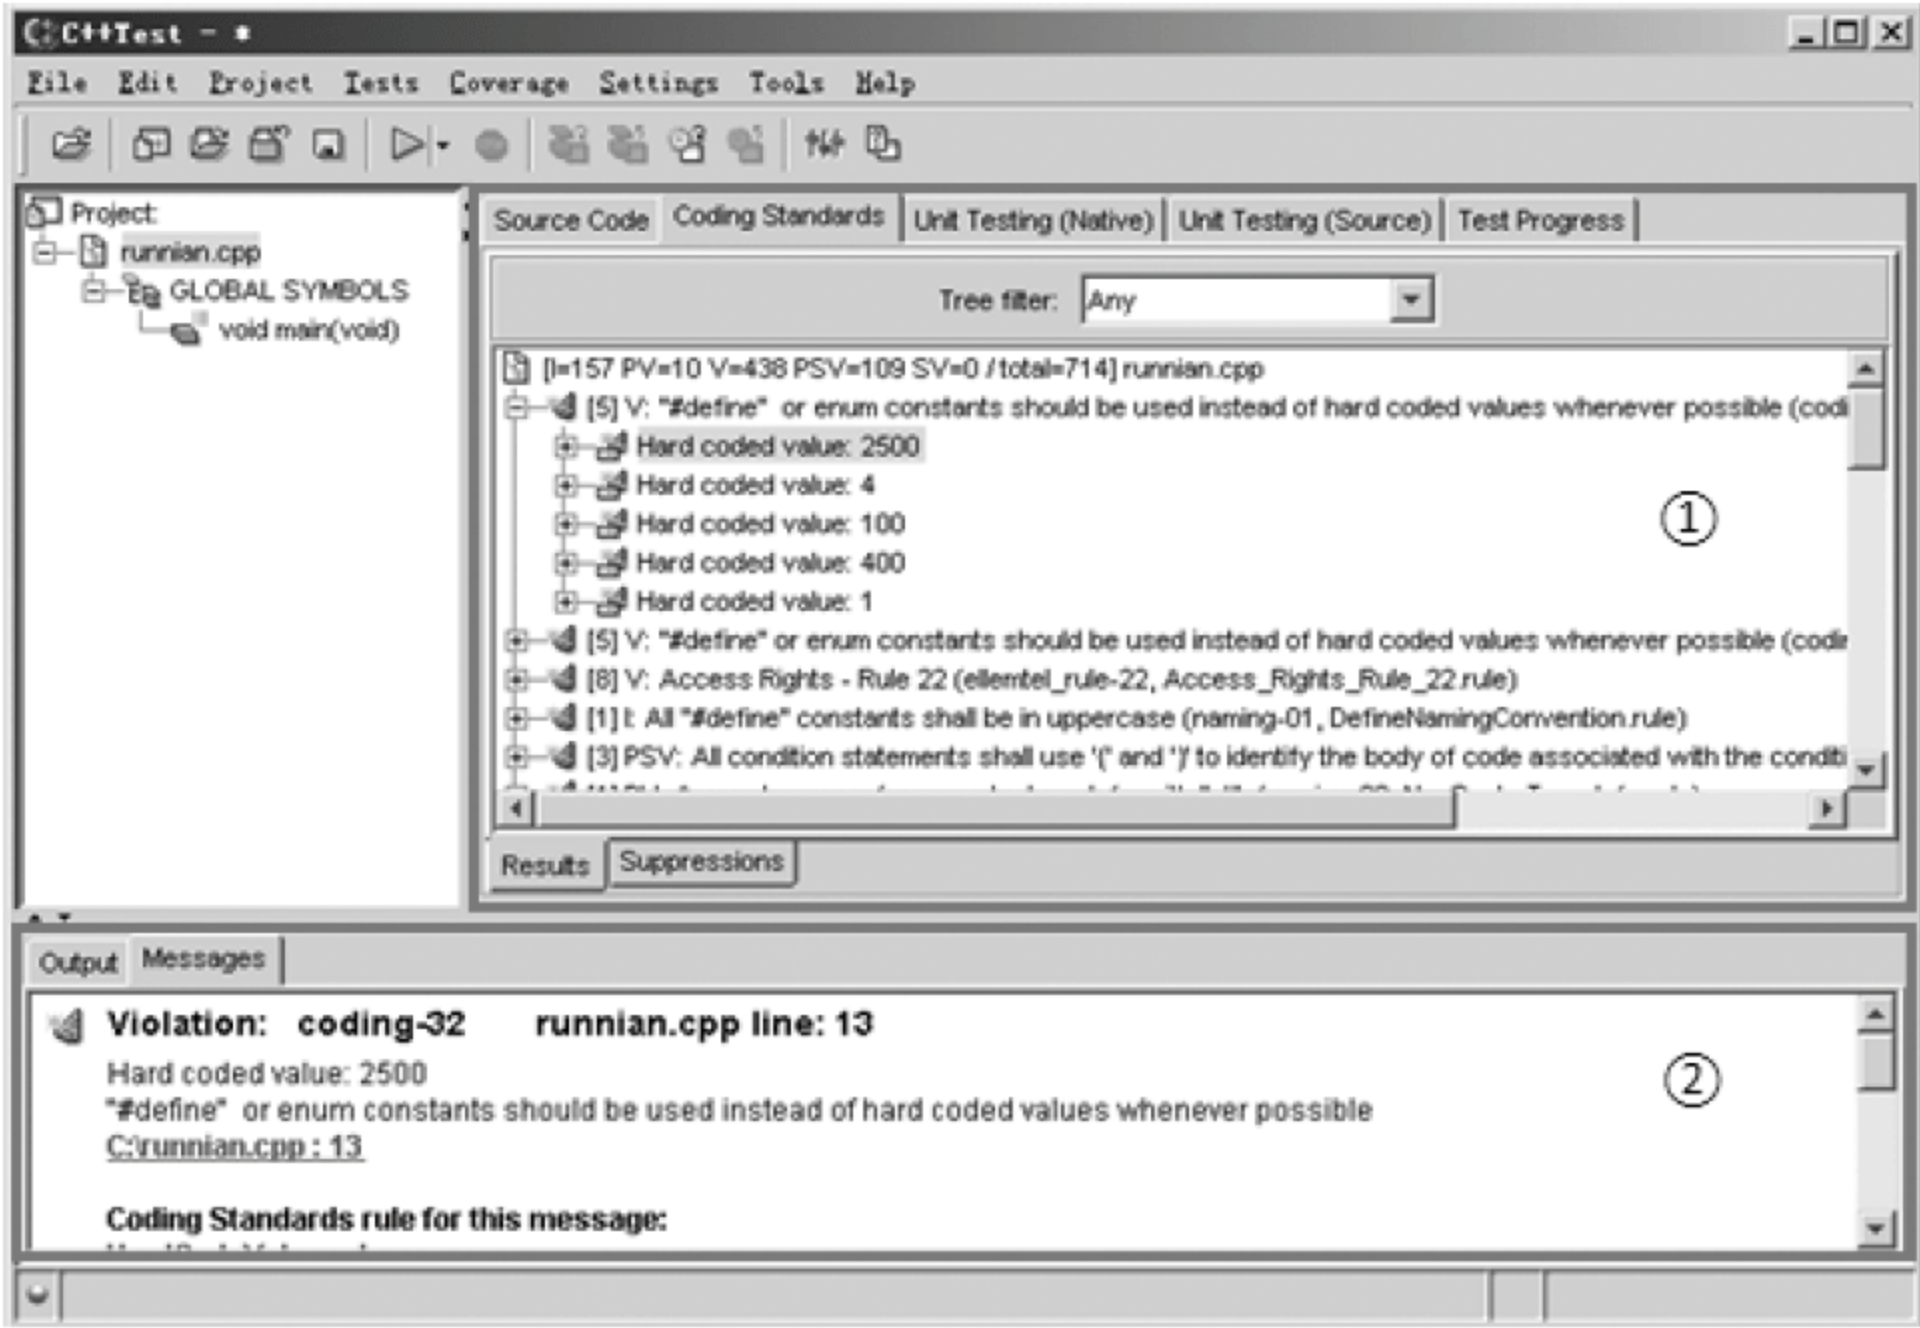 C++Test - *
File Edit Project Tests Coverage Settings Tools Help
Project:
runnian.cpp
GLOBAL SYMBOLS
void main(void)
Source Code Coding Standards Unit Testing (Native) Unit Testing (Source) Test Progress
Tree filter: Any
[I=157 PV=10 V=438 PSV=109 SV=0 / total=714] runnian.cpp
[5] V: "#define" or enum constants should be used instead of hard coded values whenever possible (codi
Hard coded value: 2500
Hard coded value: 4
Hard coded value: 100
Hard coded value: 400
Hard coded value: 1
①
[5] V: "#define" or enum constants should be used instead of hard coded values whenever possible (codin
[8] V: Access Rights - Rule 22 (ellemtel_rule-22, Access_Rights_Rule_22.rule)
[1] I: All "#define" constants shall be in uppercase (naming-01, DefineNamingConvention.rule)
[3] PSV: All condition statements shall use '{' and '}' to identify the body of code associated with the conditi
Results Suppressions
Output Messages
Violation: coding-32 runnian.cpp line: 13
Hard coded value: 2500
"#define" or enum constants should be used instead of hard coded values whenever possible
C:\runnian.cpp : 13
②
Coding Standards rule for this message: